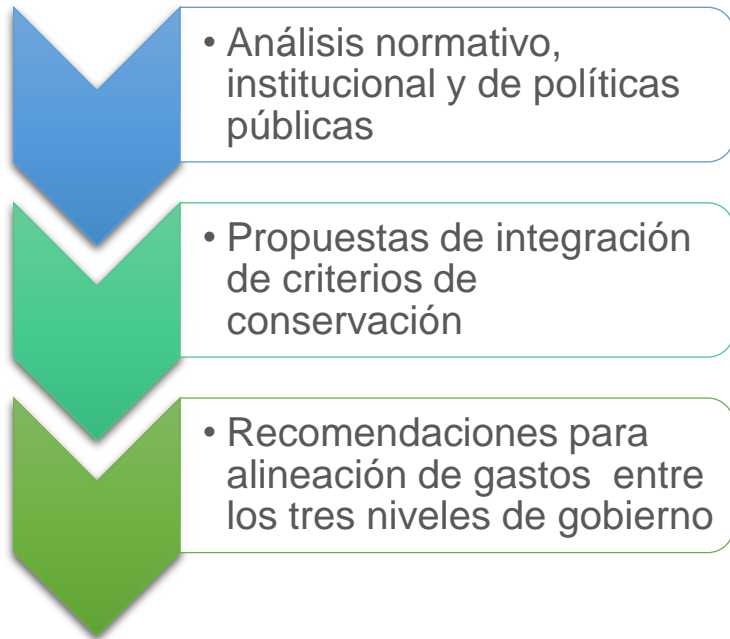 • Análisis normativo,
institucional y de políticas
públicas
• Propuestas de integración
de criterios de
conservación
• Recomendaciones para
alineación de gastos  entre
los tres niveles de gobierno